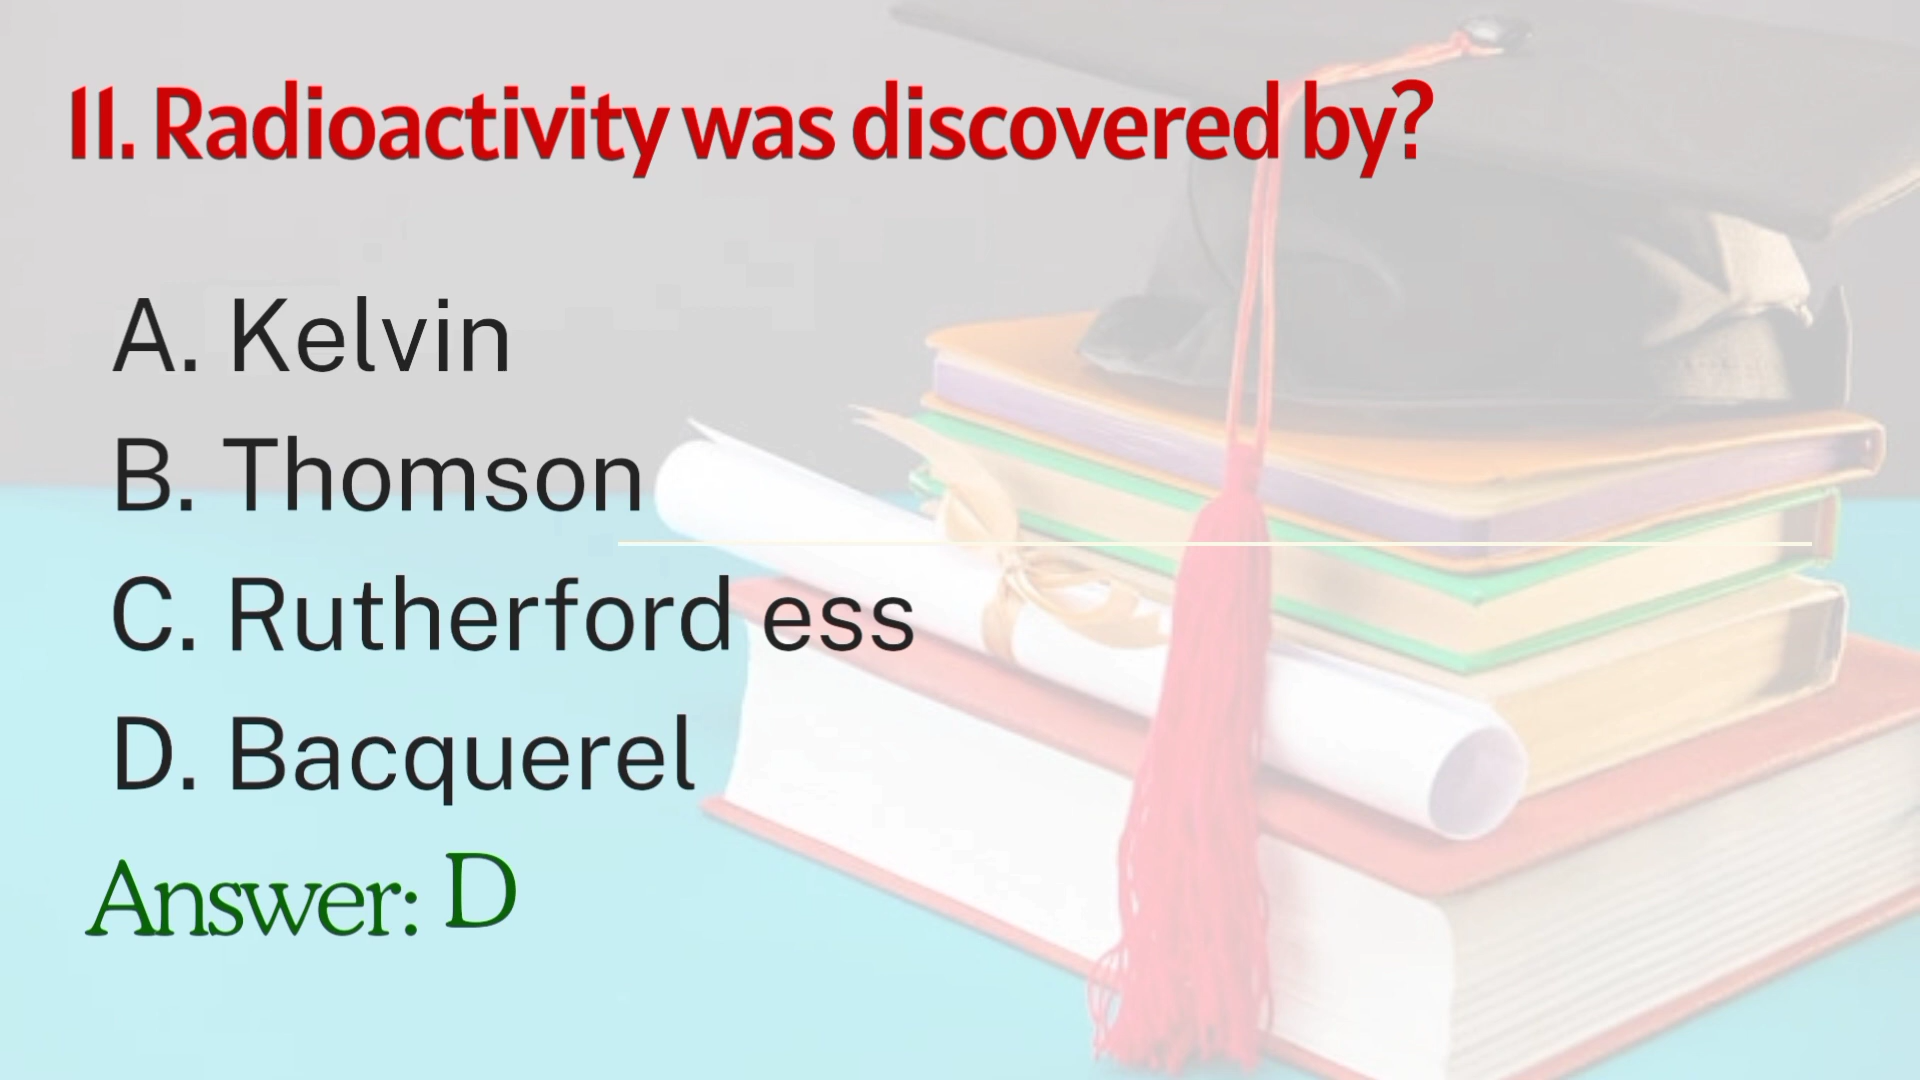 11. Radioactivity was discovered by?
A. Kelvin
B. Thomson
C. Rutherford ess
D. Bacquerel
Answer: D